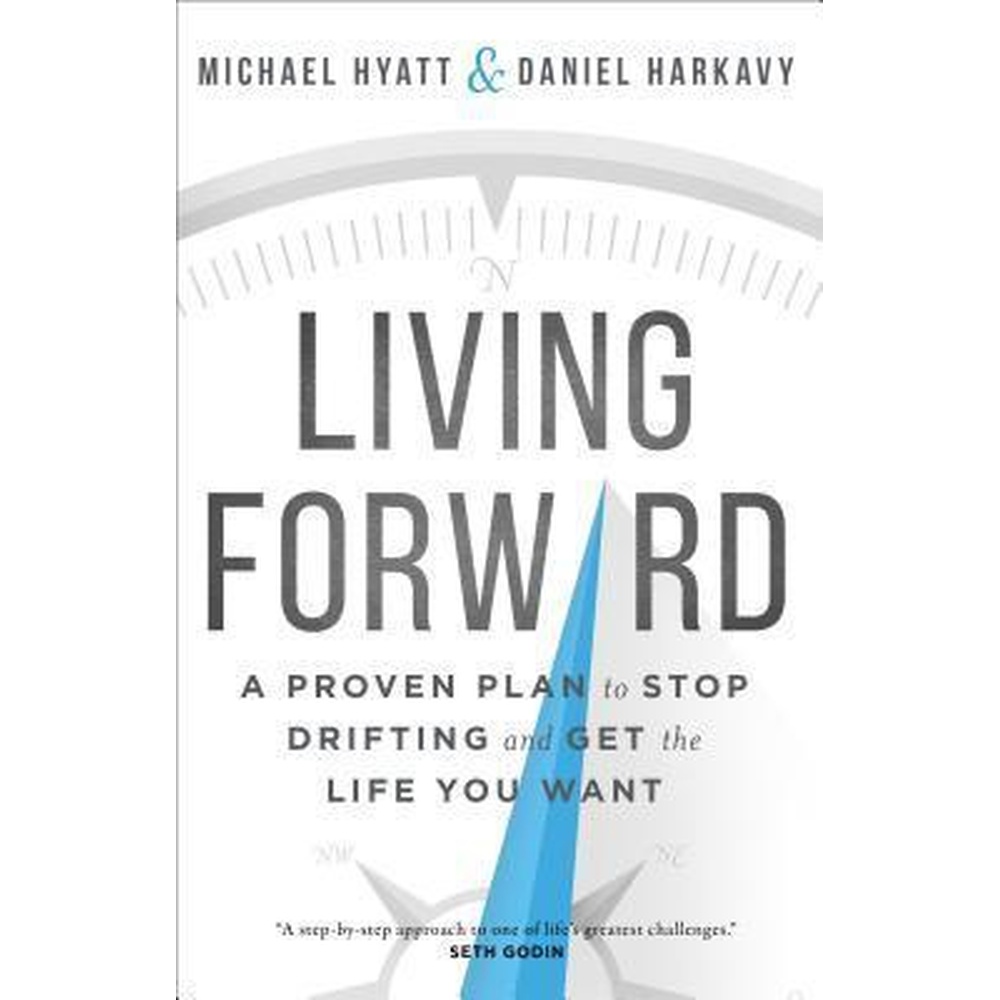 MICHAEL HYATT & DANIEL HARKAVY
N
LIVING
FORW RD
A PROVEN PLAN to STOP
DRIFTING and GET the
LIFE YOU WANT
NW NE
"A step-by-step approach to one of life's greatest challenges."
SETH GODIN